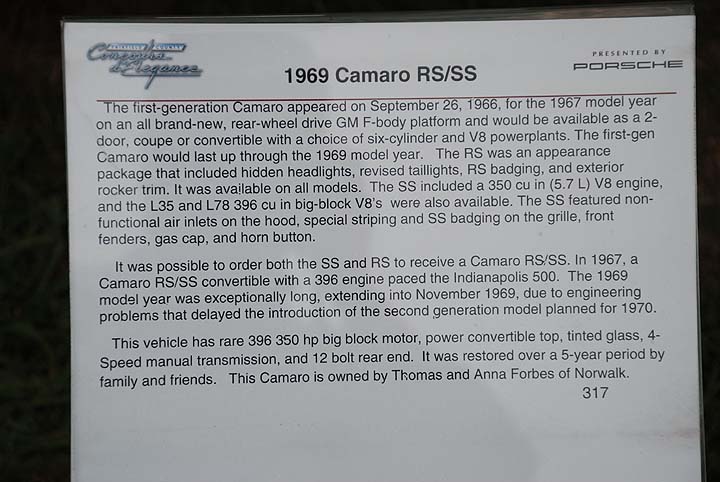 FAIRFIELD COUNTY
Concours
d'Elegance
PRESENTED BY
PORSCHE
1969 Camaro RS/SS
The first-generation Camaro appeared on September 26, 1966, for the 1967 model year
on an all brand-new, rear-wheel drive GM F-body platform and would be available as a 2-
door, coupe or convertible with a choice of six-cylinder and V8 powerplants. The first-gen
Camaro would last up through the 1969 model year. The RS was an appearance
package that included hidden headlights, revised taillights, RS badging, and exterior
rocker trim. It was available on all models. The SS included a 350 cu in (5.7 L) V8 engine,
and the L35 and L78 396 cu in big-block V8's were also available. The SS featured non-
functional air inlets on the hood, special striping and SS badging on the grille, front
fenders, gas cap, and horn button.
It was possible to order both the SS and RS to receive a Camaro RS/SS. In 1967, a
Camaro RS/SS convertible with a 396 engine paced the Indianapolis 500. The 1969
model year was exceptionally long, extending into November 1969, due to engineering
problems that delayed the introduction of the second generation model planned for 1970.
This vehicle has rare 396 350 hp big block motor, power convertible top, tinted glass, 4-
Speed manual transmission, and 12 bolt rear end. It was restored over a 5-year period by
family and friends. This Camaro is owned by Thomas and Anna Forbes of Norwalk.
317